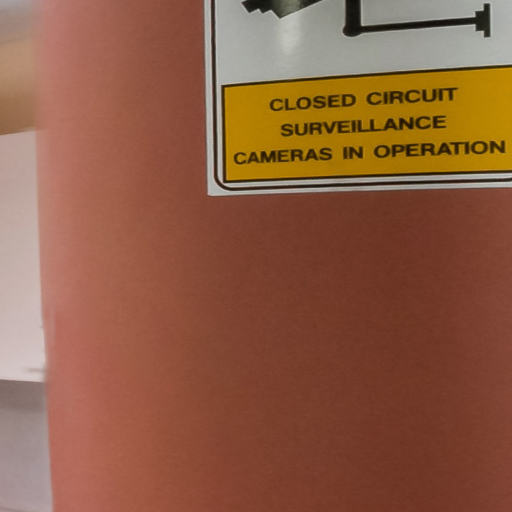 CLOSED CIRCUIT
SURVEILLANCE
CAMERAS IN OPERATION